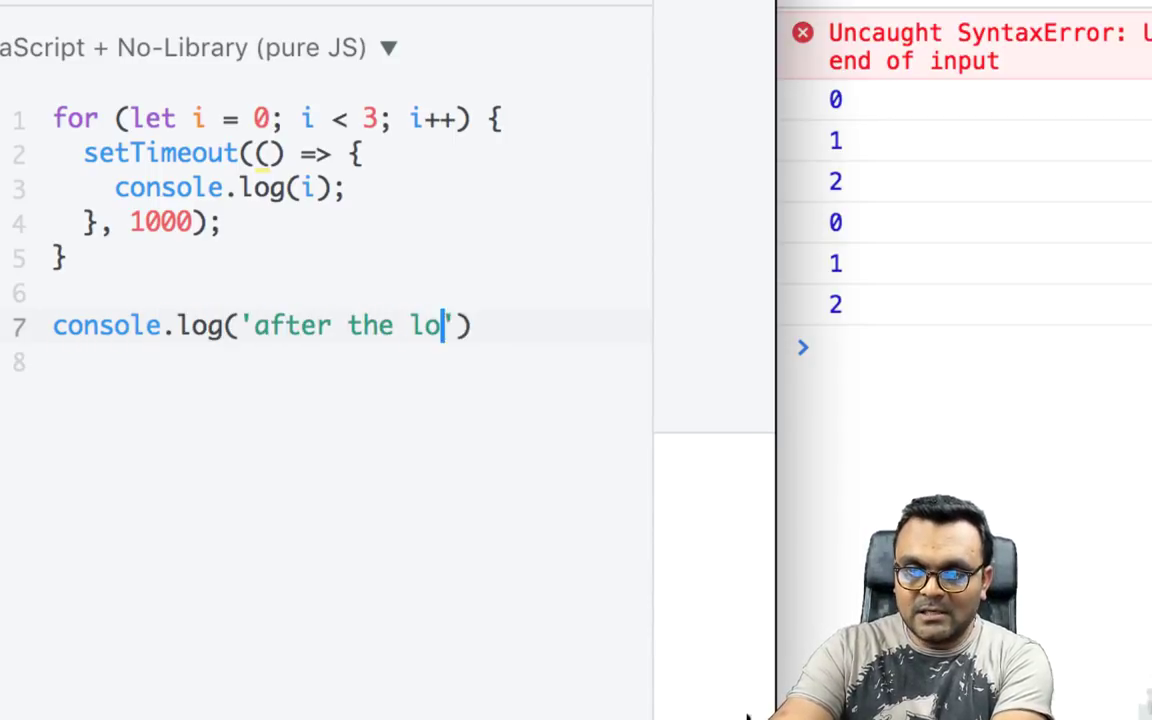 aScript + No-Library (pure JS) ▼
1 for (let i = 0; i < 3; i++) {
2 setTimeout(() => {
3 console.log(i);
4 }, 1000);
5 }
6
7 console.log('after the lo')
8
Uncaught SyntaxError: U
end of input
0
1
2
0
1
2
>